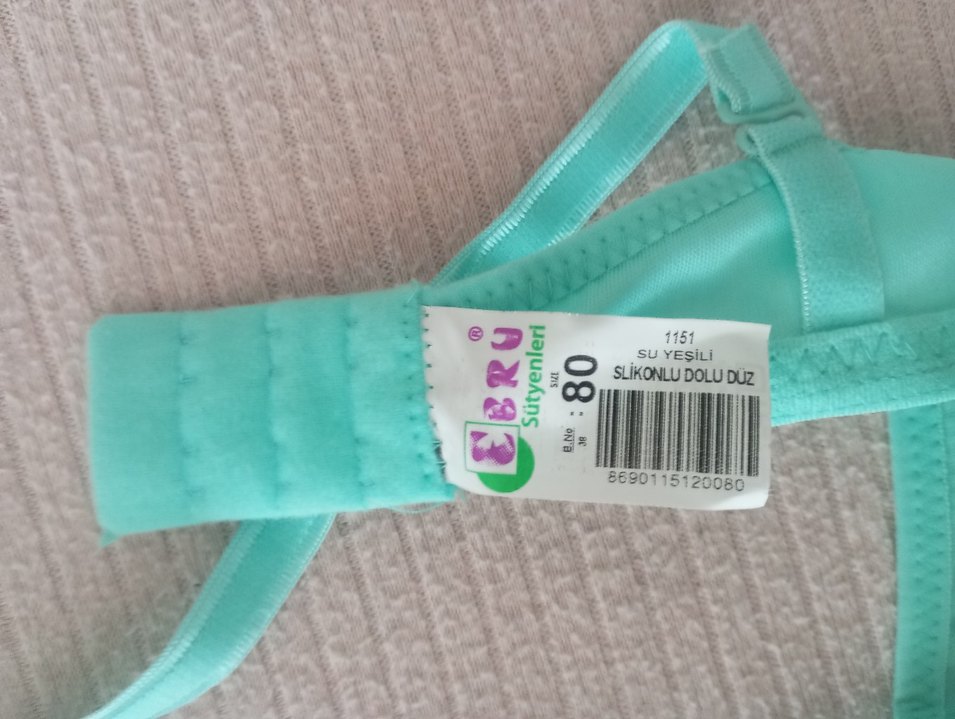 EBRU®
Sütyenleri
SIZE 80
B.No 38
1151
SU YEŞİLİ
SLİKONLU DOLU DÜZ
8690115120080